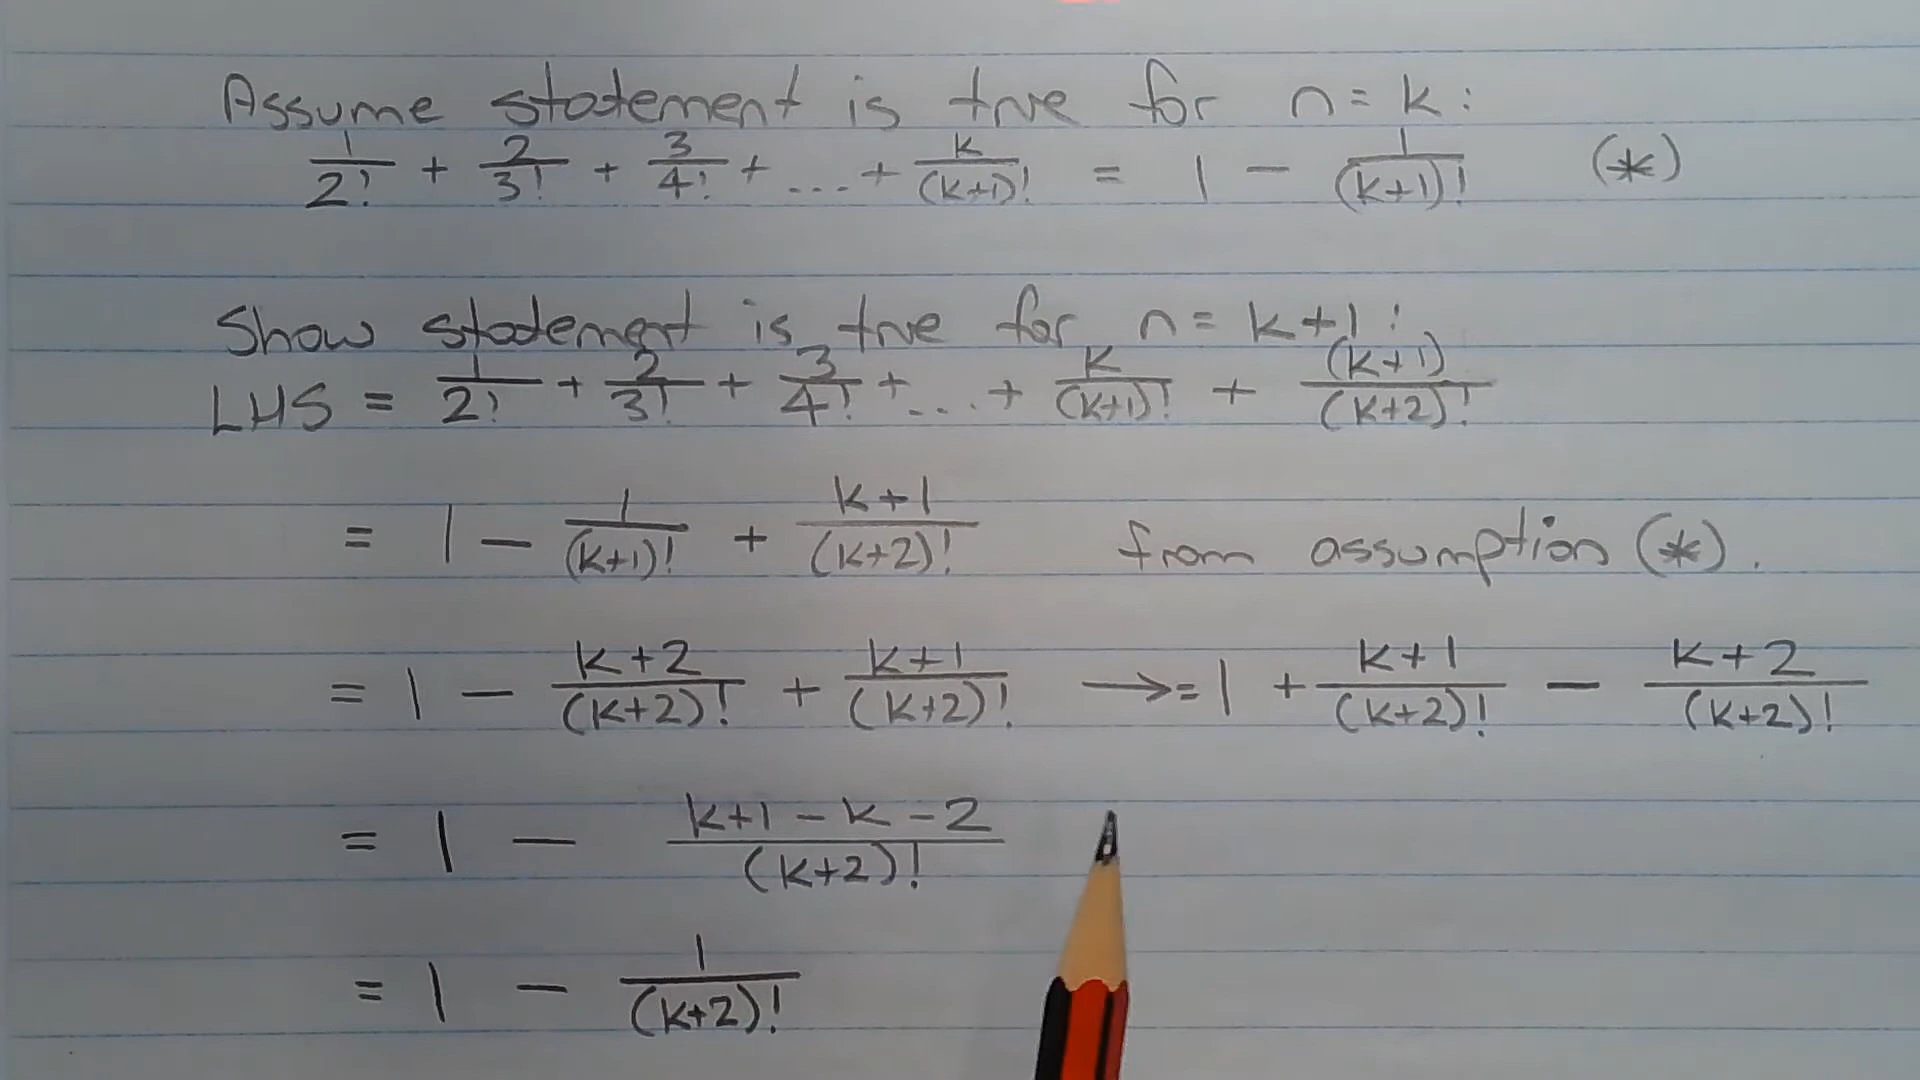 Assume statement is true for n = k :
1/2! + 2/3! + 3/4! + ... + k/(k+1)! = 1 - 1/(k+1)! (*)
Show statement is true for n = k+1 :
LHS = 1/2! + 2/3! + 3/4! + ... + k/(k+1)! + (k+1)/(k+2)!
= 1 - 1/(k+1)! + k+1/(k+2)! from assumption (*).
= 1 - k+2/(k+2)! + k+1/(k+2)! → = 1 + k+1/(k+2)! - k+2/(k+2)!
= 1 - k+1-k-2/(k+2)!
= 1 - 1/(k+2)!